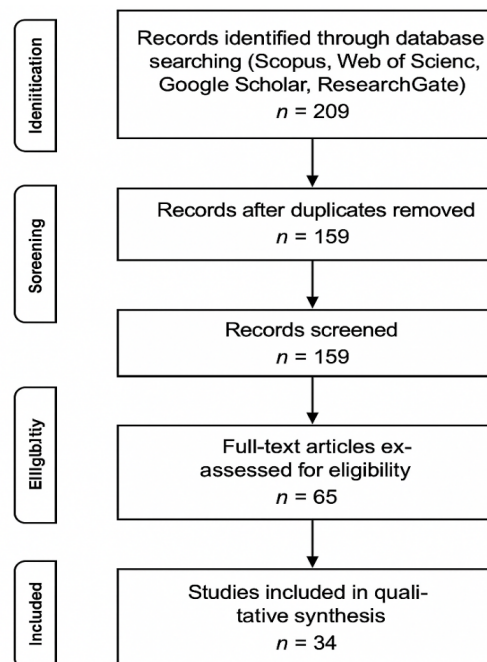 Ideniitication
Records identified through database
searching (Scopus, Web of Scienc,
Google Scholar, ResearchGate)
n = 209
Soreening
Records after duplicates removed
n = 159
Records screened
n = 159
Elllglbltly
Full-text articles ex-
assessed for eligibility
n = 65
Included
Studies included in quali-
tative synthesis
n = 34